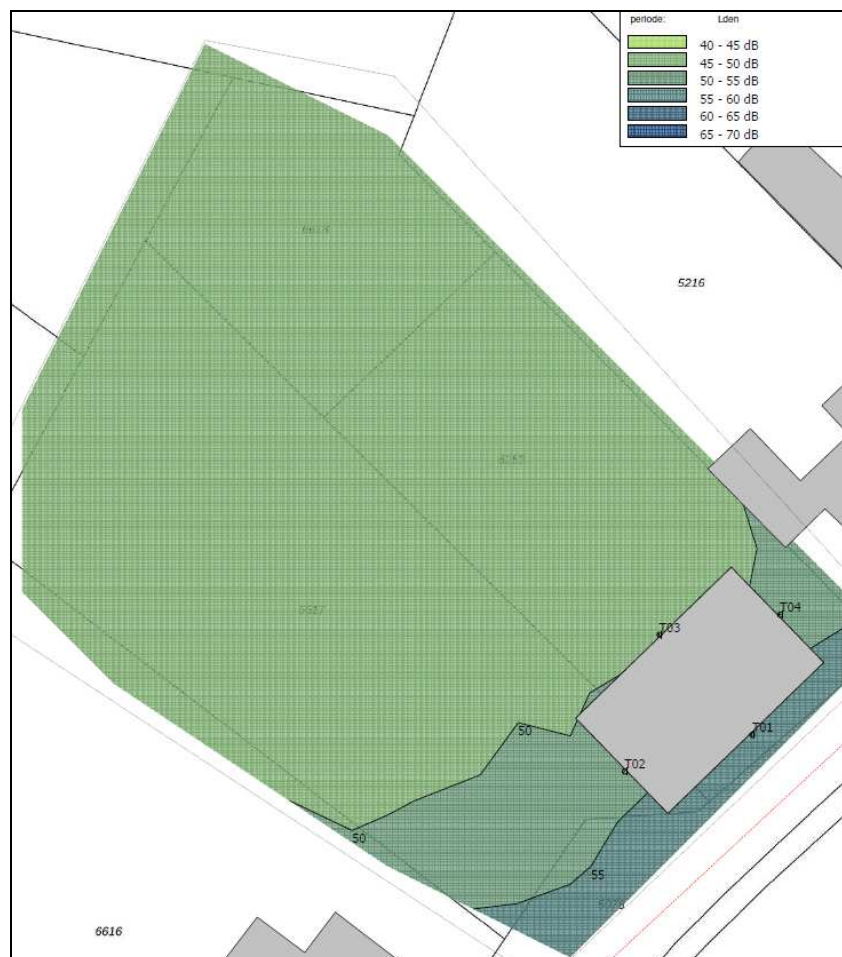 periode: Lden
40 - 45 dB
45 - 50 dB
50 - 55 dB
55 - 60 dB
60 - 65 dB
65 - 70 dB
5216
T04
T03
50
T01
T02
50
55
6616